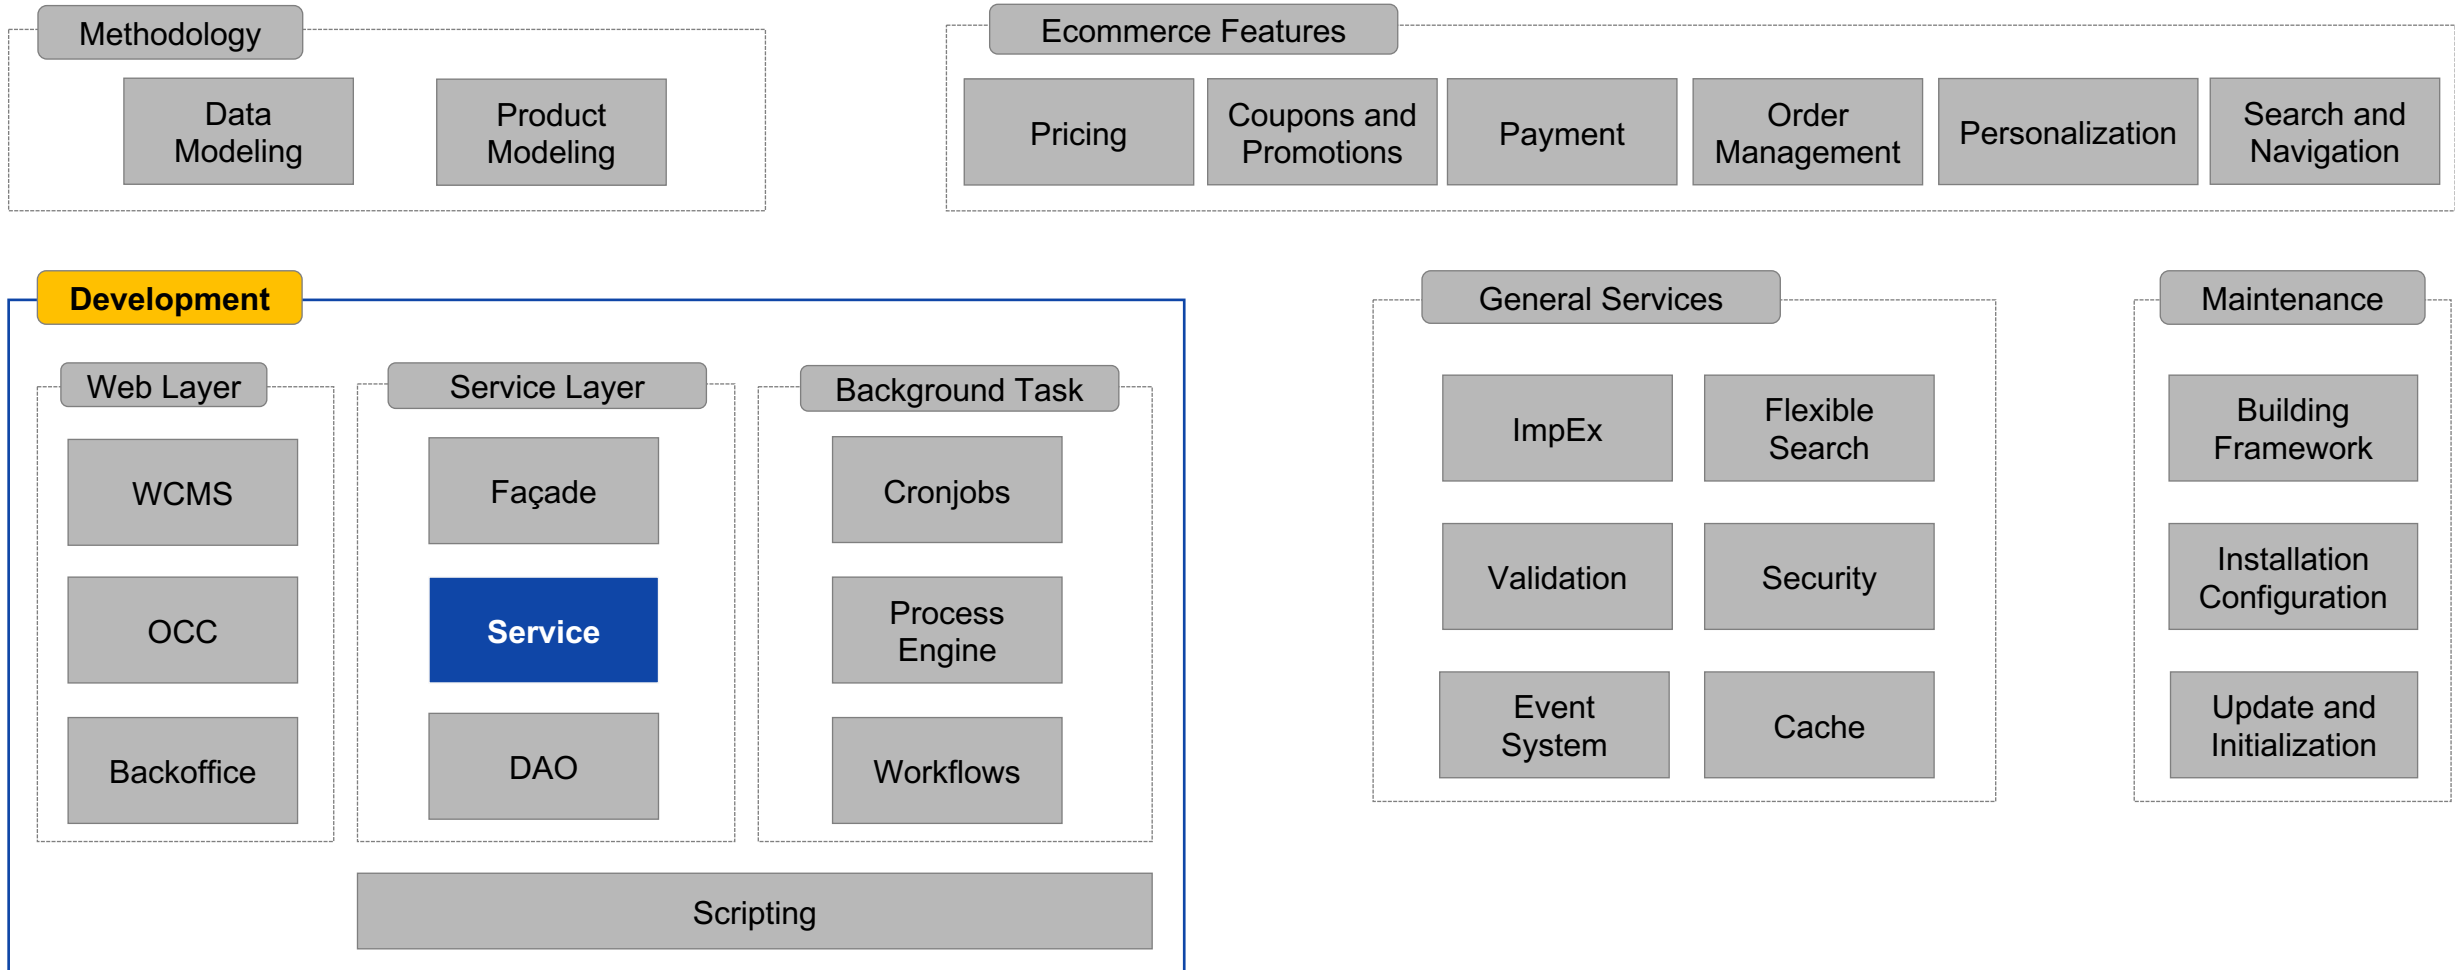 Methodology
Data
Modeling
Product
Modeling
Ecommerce Features
Pricing
Coupons and
Promotions
Payment
Order
Management
Personalization
Search and
Navigation
Development
Web Layer
WCMS
OCC
Backoffice
Service Layer
Façade
Service
DAO
Background Task
Cronjobs
Process
Engine
Workflows
Scripting
General Services
ImpEx
Flexible
Search
Validation
Security
Event
System
Cache
Maintenance
Building
Framework
Installation
Configuration
Update and
Initialization